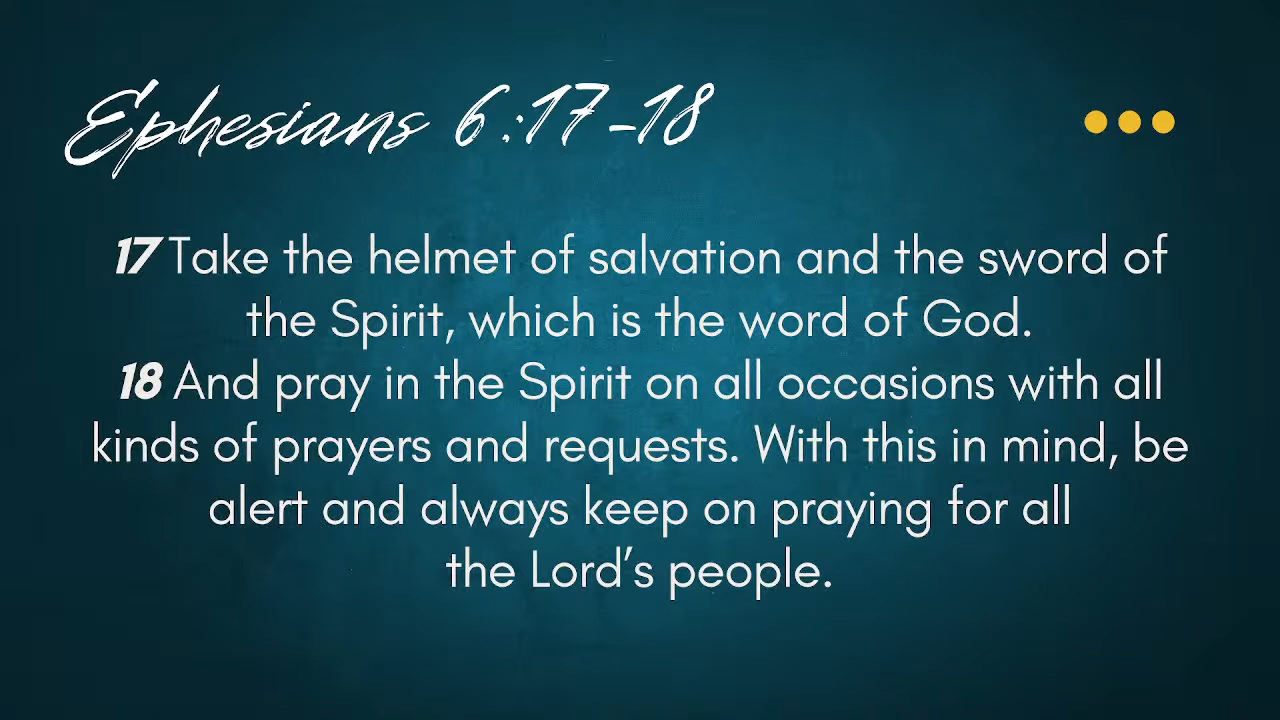 Ephesians 6:17-18
17 Take the helmet of salvation and the sword of
the Spirit, which is the word of God.
18 And pray in the Spirit on all occasions with all
kinds of prayers and requests. With this in mind, be
alert and always keep on praying for all
the Lord’s people.